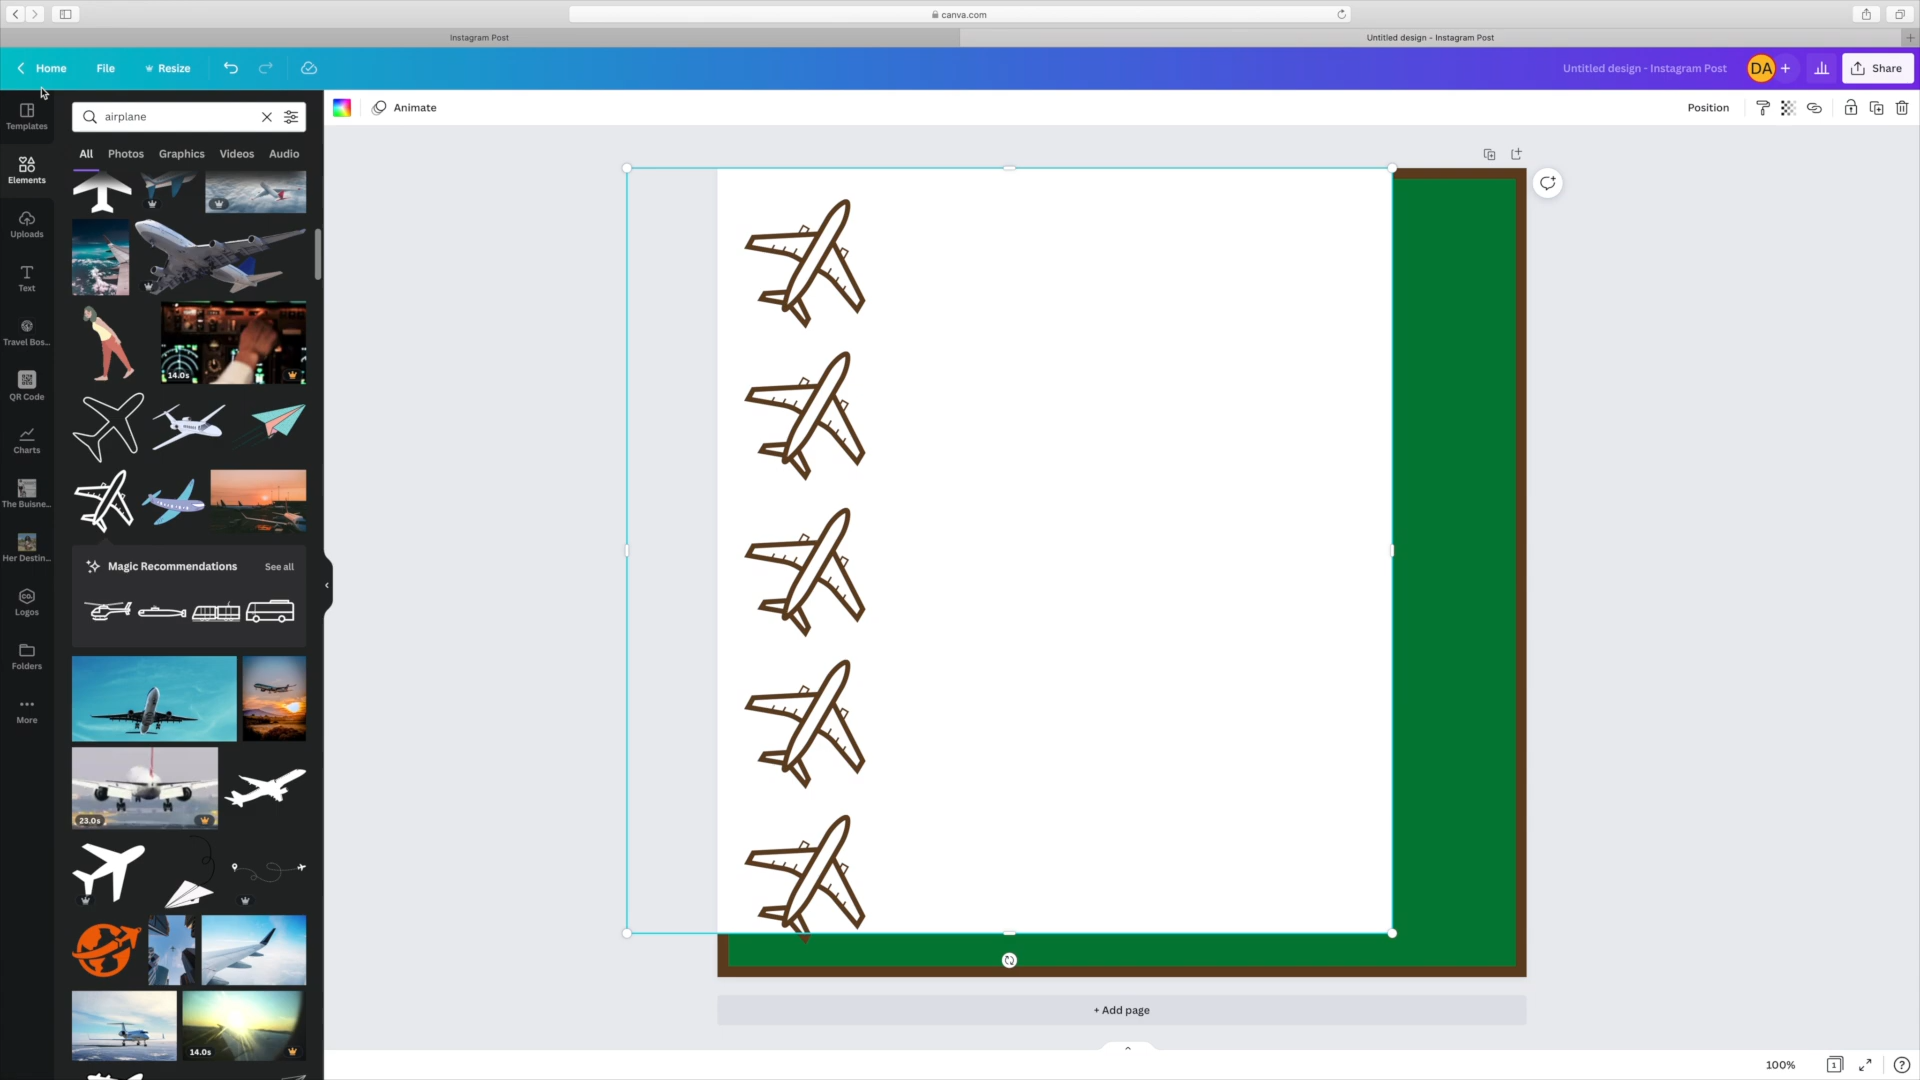 canva.com
Instagram Post
Untitled design - Instagram Post
Home
File
Resize
Untitled design - Instagram Post
DA
Share
Templates
Elements
Uploads
Text
Travel Bos...
QR Code
Charts
The Buisne...
Her Destin...
Logos
Folders
More
airplane
All
Photos
Graphics
Videos
Audio
14.0s
Magic Recommendations
See all
23.0s
14.0s
Animate
Position
+ Add page
100%
1
CO.